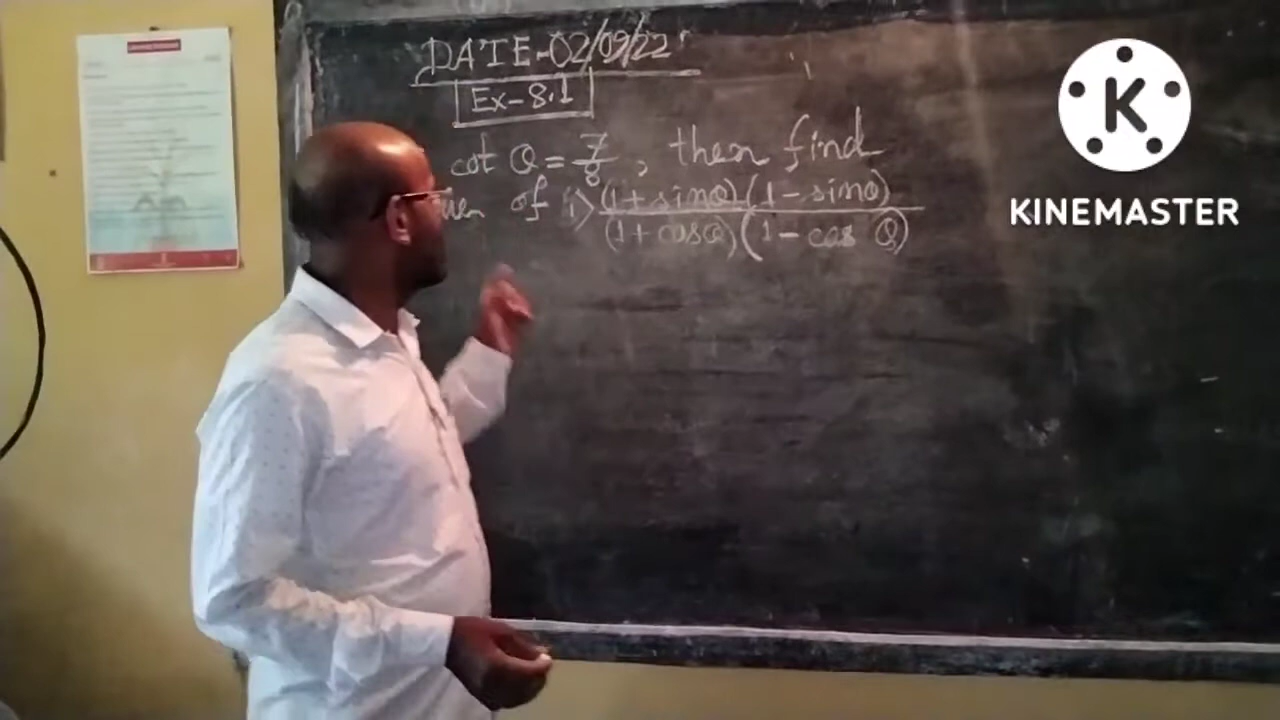 DATE-02/09/22
Ex-8.1
cot θ = 7/8, then find
of i> (1+sinθ)(1-sinθ)
(1+cosθ)(1-cos θ)
K
KINEMASTER